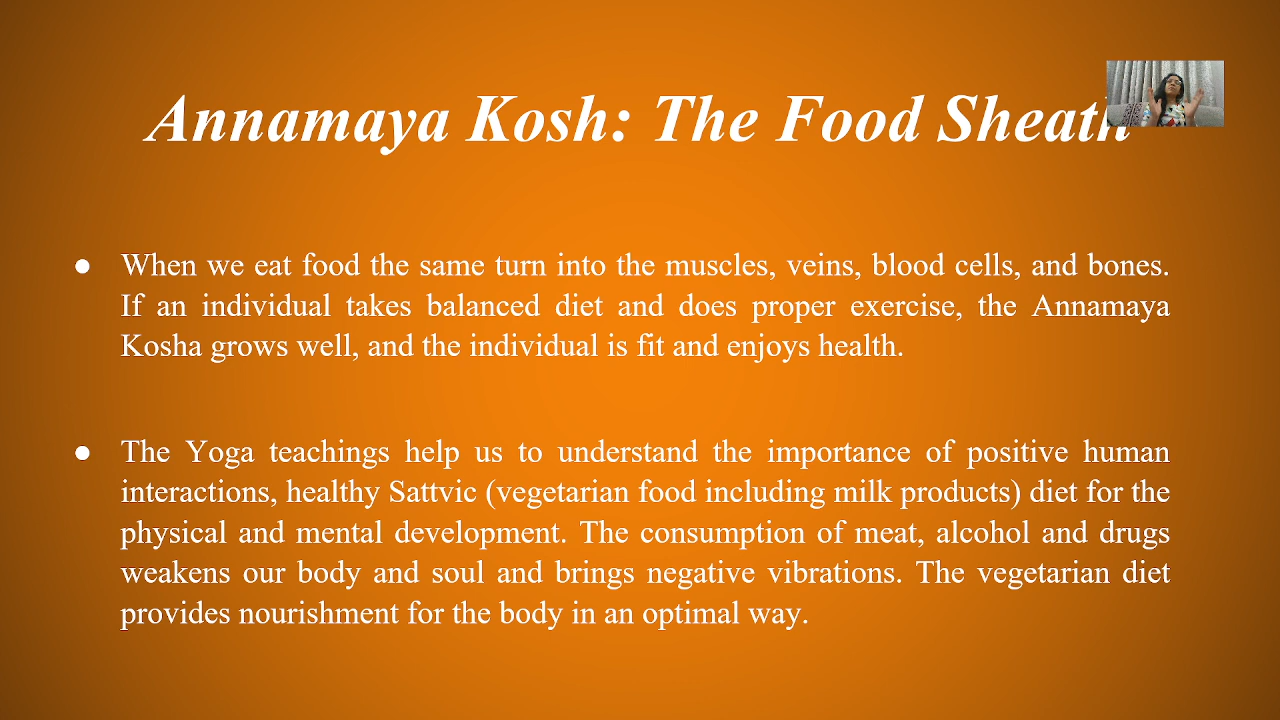 Annamaya Kosh: The Food Sheath
● When we eat food the same turn into the muscles, veins, blood cells, and bones.
If an individual takes balanced diet and does proper exercise, the Annamaya
Kosha grows well, and the individual is fit and enjoys health.
● The Yoga teachings help us to understand the importance of positive human
interactions, healthy Sattvic (vegetarian food including milk products) diet for the
physical and mental development. The consumption of meat, alcohol and drugs
weakens our body and soul and brings negative vibrations. The vegetarian diet
provides nourishment for the body in an optimal way.